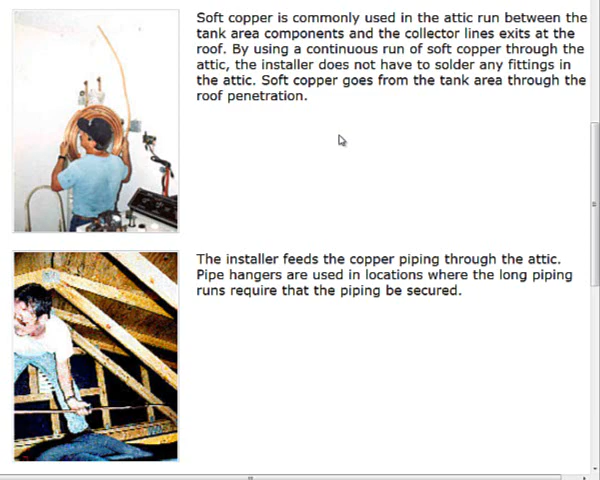 Soft copper is commonly used in the attic run between the
tank area components and the collector lines exits at the
roof. By using a continuous run of soft copper through the
attic, the installer does not have to solder any fittings in
the attic. Soft copper goes from the tank area through the
roof penetration.
The installer feeds the copper piping through the attic.
Pipe hangers are used in locations where the long piping
runs require that the piping be secured.